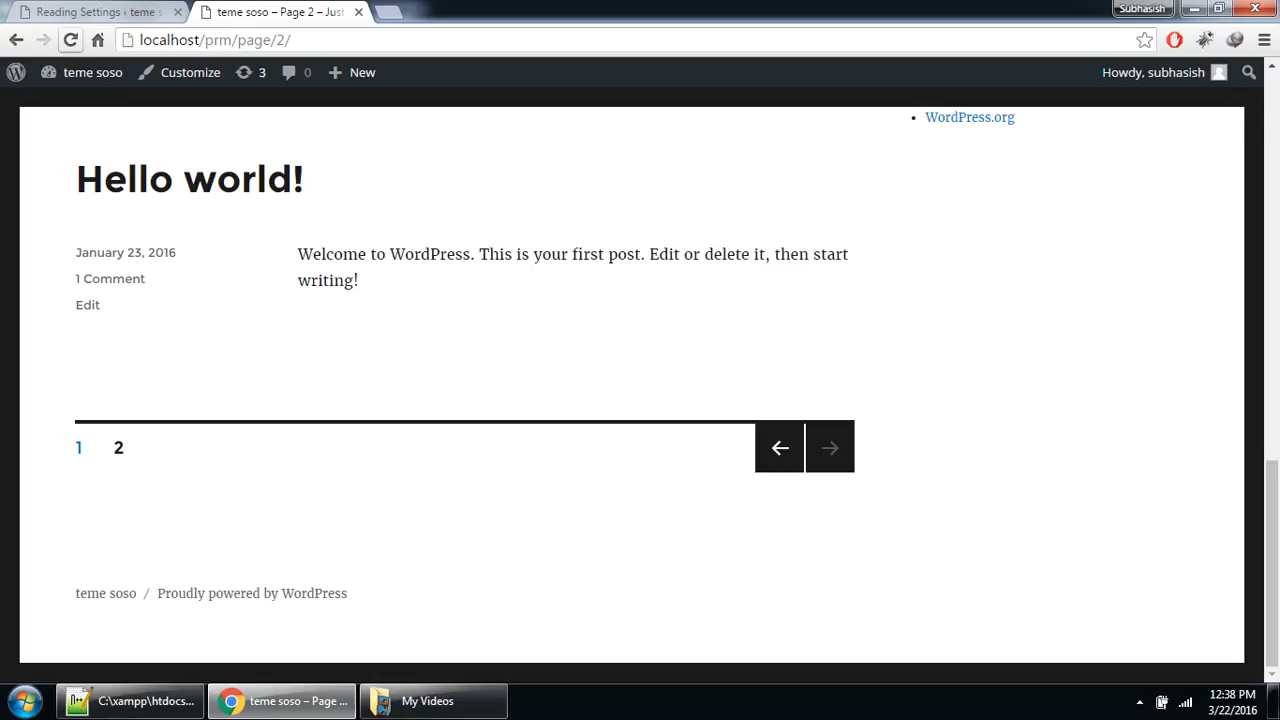 Reading Settings ‹ teme s
teme soso – Page 2 – Just
Subhasish
localhost/prm/page/2/
teme soso
Customize
3
0
New
Howdy, subhasish
WordPress.org
Hello world!
January 23, 2016
1 Comment
Edit
Welcome to WordPress. This is your first post. Edit or delete it, then start
writing!
1 2
teme soso / Proudly powered by WordPress
C:\xampp\htdocs...
teme soso – Page ...
My Videos
12:38 PM
3/22/2016